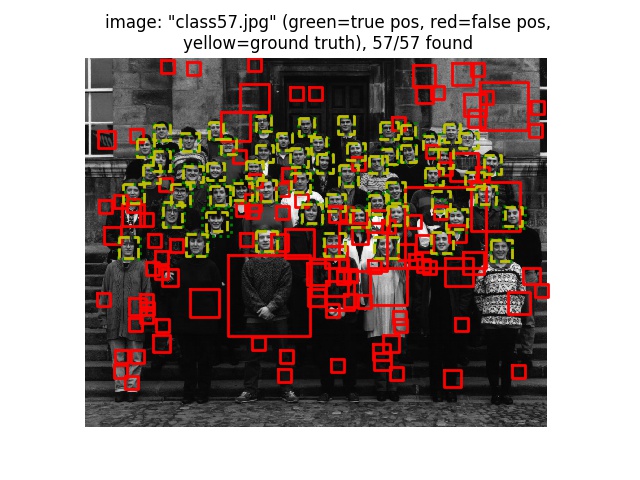 image: "class57.jpg" (green=true pos, red=false pos,
yellow=ground truth), 57/57 found